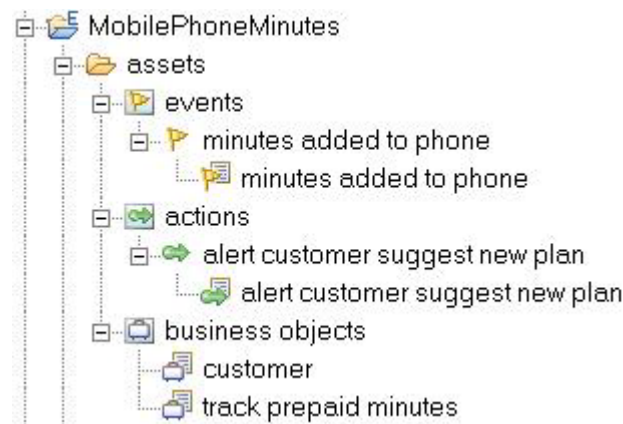 MobilePhoneMinutes
assets
events
minutes added to phone
minutes added to phone
actions
alert customer suggest new plan
alert customer suggest new plan
business objects
customer
track prepaid minutes